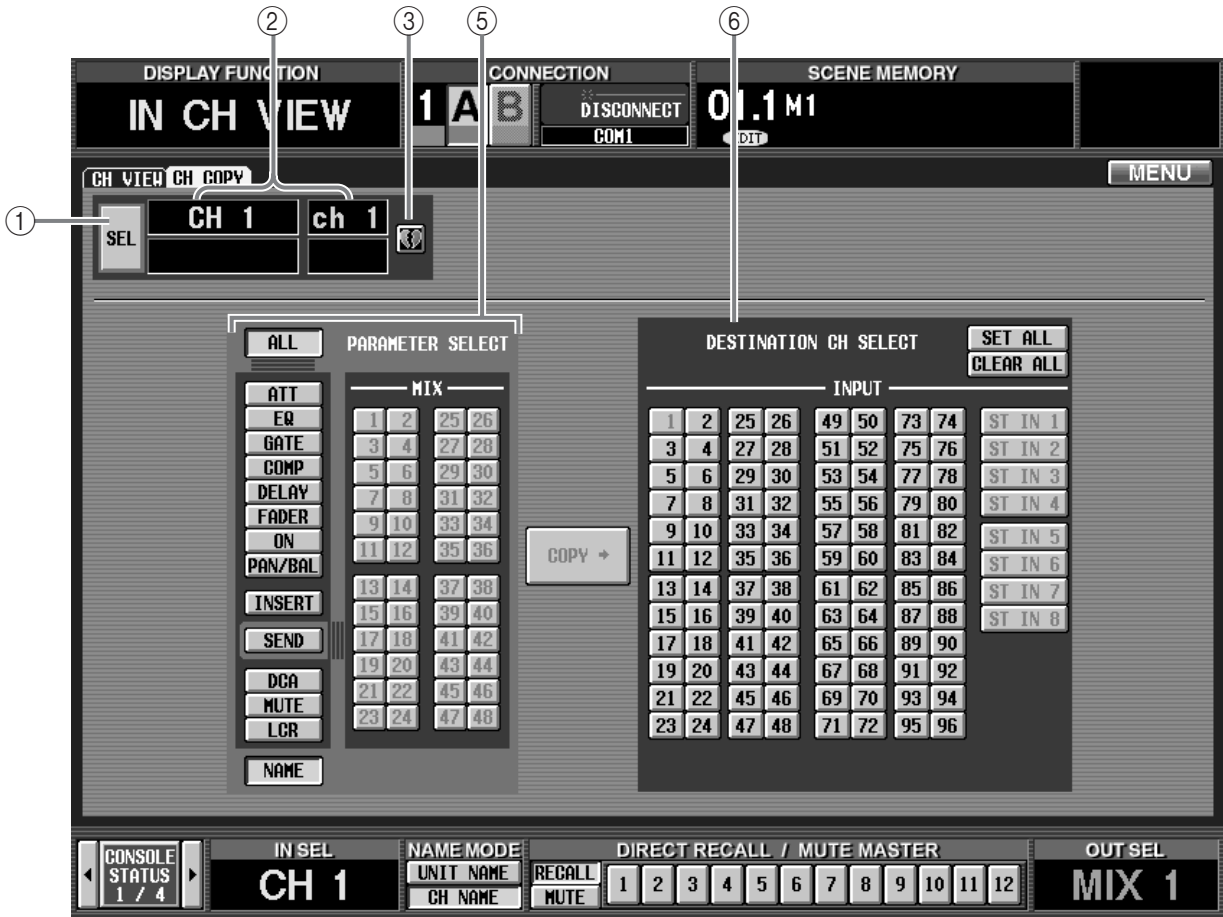 ② ③ ⑤ ⑥
DISPLAY FUNCTION CONNECTION SCENE MEMORY
IN CH VIEW 1 A B DISCONNECT COM1 01.1 M1 EDIT
CH VIEW CH COPY MENU
①
SEL CH 1 ch 1
ALL PARAMETER SELECT
DESTINATION CH SELECT SET ALL
CLEAR ALL
ATT
EQ
GATE
COMP
DELAY
FADER
ON
PAN/BAL
INSERT
SEND
DCA
MUTE
LCR
NAME
MIX
1 2 25 26
3 4 27 28
5 6 29 30
7 8 31 32
9 10 33 34
11 12 35 36
13 14 37 38
15 16 39 40
17 18 41 42
19 20 43 44
21 22 45 46
23 24 47 48
COPY →
INPUT
1 2 25 26 49 50 73 74 ST IN 1
3 4 27 28 51 52 75 76 ST IN 2
5 6 29 30 53 54 77 78 ST IN 3
7 8 31 32 55 56 79 80 ST IN 4
9 10 33 34 57 58 81 82 ST IN 5
11 12 35 36 59 60 83 84 ST IN 6
13 14 37 38 61 62 85 86 ST IN 7
15 16 39 40 63 64 87 88 ST IN 8
17 18 41 42 65 66 89 90
19 20 43 44 67 68 91 92
21 22 45 46 69 70 93 94
23 24 47 48 71 72 95 96
CONSOLE
STATUS
1 / 4
IN SEL
CH 1
NAME MODE
UNIT NAME
CH NAME
DIRECT RECALL / MUTE MASTER
RECALL
MUTE
1 2 3 4 5 6 7 8 9 10 11 12
OUT SEL
MIX 1